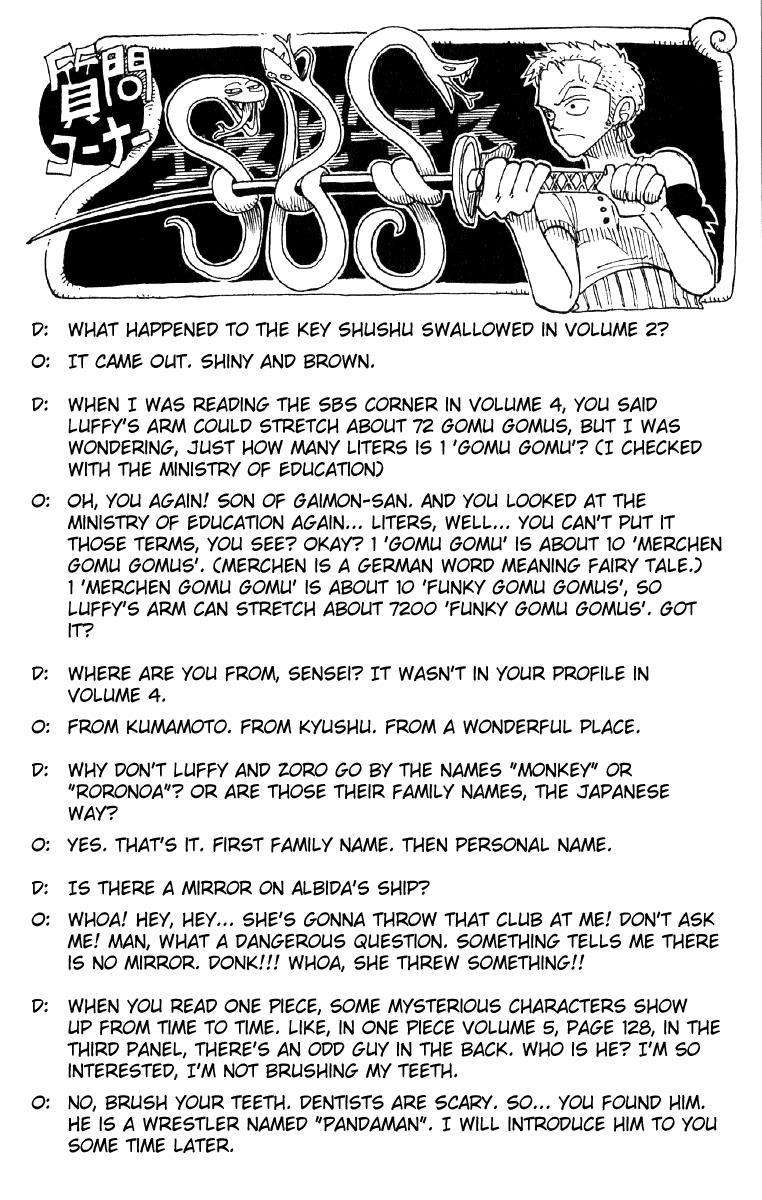 質問
コーナー
エスビーエス
SBS
D: WHAT HAPPENED TO THE KEY SHUSHU SWALLOWED IN VOLUME 2?
O: IT CAME OUT. SHINY AND BROWN.
D: WHEN I WAS READING THE SBS CORNER IN VOLUME 4, YOU SAID
LUFFY'S ARM COULD STRETCH ABOUT 72 GOMU GOMUS, BUT I WAS
WONDERING, JUST HOW MANY LITERS IS 1 'GOMU GOMU'? (I CHECKED
WITH THE MINISTRY OF EDUCATION)
O: OH, YOU AGAIN! SON OF GAIMON-SAN. AND YOU LOOKED AT THE
MINISTRY OF EDUCATION AGAIN... LITERS, WELL... YOU CAN'T PUT IT
THOSE TERMS, YOU SEE? OKAY? 1 'GOMU GOMU' IS ABOUT 10 'MERCHEN
GOMU GOMUS'. (MERCHEN IS A GERMAN WORD MEANING FAIRY TALE.)
1 'MERCHEN GOMU GOMU' IS ABOUT 10 'FUNKY GOMU GOMUS', SO
LUFFY'S ARM CAN STRETCH ABOUT 7200 'FUNKY GOMU GOMUS'. GOT
IT?
D: WHERE ARE YOU FROM, SENSEI? IT WASN'T IN YOUR PROFILE IN
VOLUME 4.
O: FROM KUMAMOTO. FROM KYUSHU. FROM A WONDERFUL PLACE.
D: WHY DON'T LUFFY AND ZORO GO BY THE NAMES "MONKEY" OR
"RORONOA"? OR ARE THOSE THEIR FAMILY NAMES, THE JAPANESE
WAY?
O: YES. THAT'S IT. FIRST FAMILY NAME. THEN PERSONAL NAME.
D: IS THERE A MIRROR ON ALBIDA'S SHIP?
O: WHOA! HEY, HEY... SHE'S GONNA THROW THAT CLUB AT ME! DON'T ASK
ME! MAN, WHAT A DANGEROUS QUESTION. SOMETHING TELLS ME THERE
IS NO MIRROR. DONK!!! WHOA, SHE THREW SOMETHING!!
D: WHEN YOU READ ONE PIECE, SOME MYSTERIOUS CHARACTERS SHOW
UP FROM TIME TO TIME. LIKE, IN ONE PIECE VOLUME 5, PAGE 128, IN THE
THIRD PANEL, THERE'S AN ODD GUY IN THE BACK. WHO IS HE? I'M SO
INTERESTED, I'M NOT BRUSHING MY TEETH.
O: NO, BRUSH YOUR TEETH. DENTISTS ARE SCARY. SO... YOU FOUND HIM.
HE IS A WRESTLER NAMED "PANDAMAN". I WILL INTRODUCE HIM TO YOU
SOME TIME LATER.